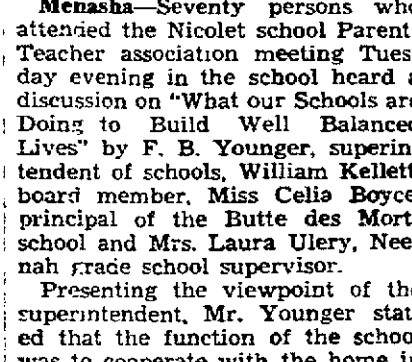 Menasha—Seventy persons who
attended the Nicolet school Parent
Teacher association meeting Tues
day evening in the school heard a
discussion on "What our Schools are
Doing to Build Well Balanced
Lives" by F. B. Younger, superin
tendent of schools, William Kellett
board member, Miss Celia Boyce
principal of the Butte des Mort
school and Mrs. Laura Ulery, Nee
nah grade school supervisor.
Presenting the viewpoint of the
superintendent, Mr. Younger stat
ed that the function of the school
was to cooperate with the home